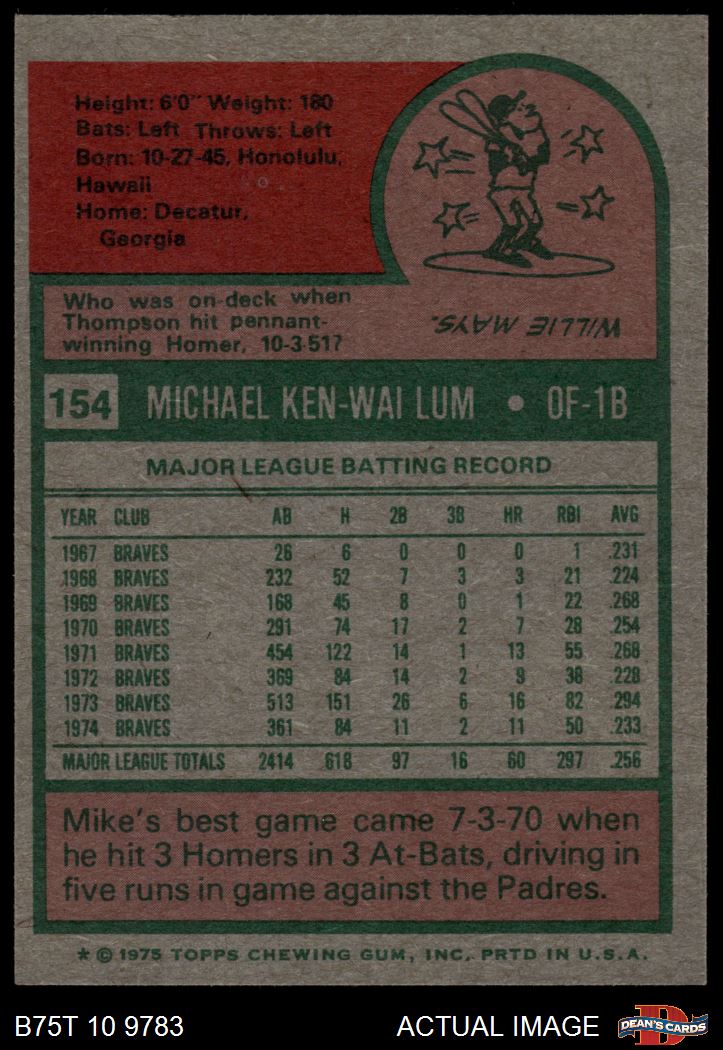 Height: 6'0" Weight: 180
Bats: Left Throws: Left
Born: 10-27-45, Honolulu,
Hawaii
Home: Decatur,
Georgia
Who was on-deck when
Thompson hit pennant-
winning Homer, 10-3-51?
WILLIE MAYS.
154 MICHAEL KEN-WAI LUM • OF-1B
MAJOR LEAGUE BATTING RECORD
YEAR CLUB AB H 2B 3B HR RBI AVG
1967 BRAVES 26 6 0 0 0 1 .231
1968 BRAVES 232 52 7 3 3 21 .224
1969 BRAVES 168 45 8 0 1 22 .268
1970 BRAVES 291 74 17 2 7 28 .254
1971 BRAVES 454 122 14 1 13 55 .268
1972 BRAVES 369 84 14 2 9 38 .228
1973 BRAVES 513 151 26 6 16 82 .294
1974 BRAVES 361 84 11 2 11 50 .233
MAJOR LEAGUE TOTALS 2414 618 97 16 60 297 .256
Mike's best game came 7-3-70 when
he hit 3 Homers in 3 At-Bats, driving in
five runs in game against the Padres.
* © 1975 TOPPS CHEWING GUM, INC. PRTD IN U.S.A.
B75T 10 9783 ACTUAL IMAGE D DEAN'S CARDS